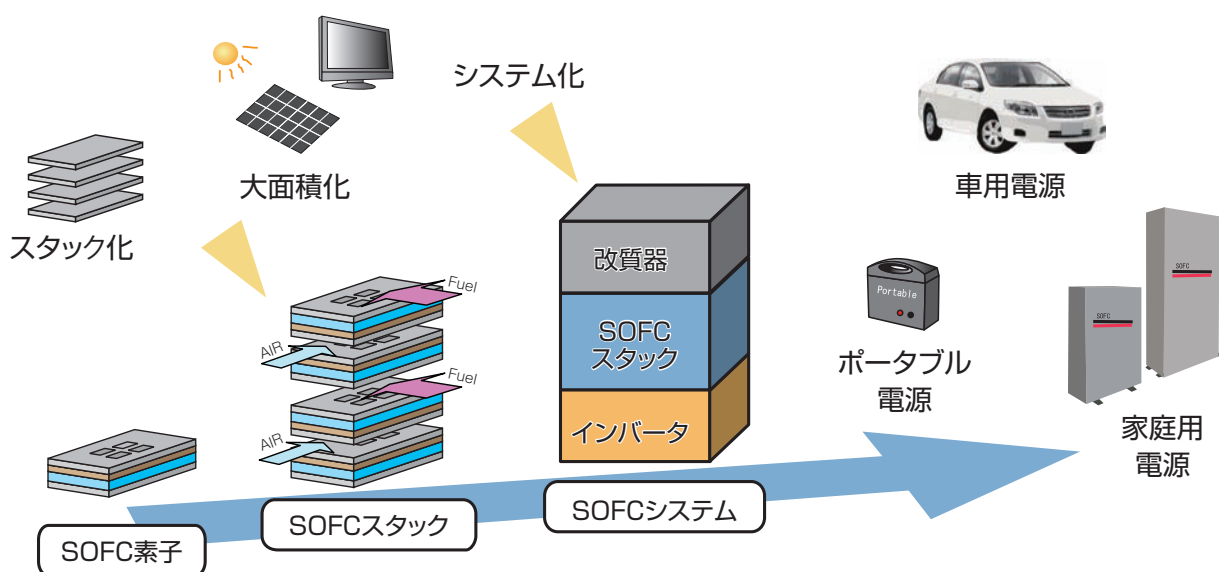 システム化
大面積化
スタック化
車用電源
Fuel
AIR
Fuel
AIR
改質器
SOFC
スタック
インバータ
Portable
ポータブル
電源
SOFC
SOFC
家庭用
電源
SOFC素子
SOFCスタック
SOFCシステム